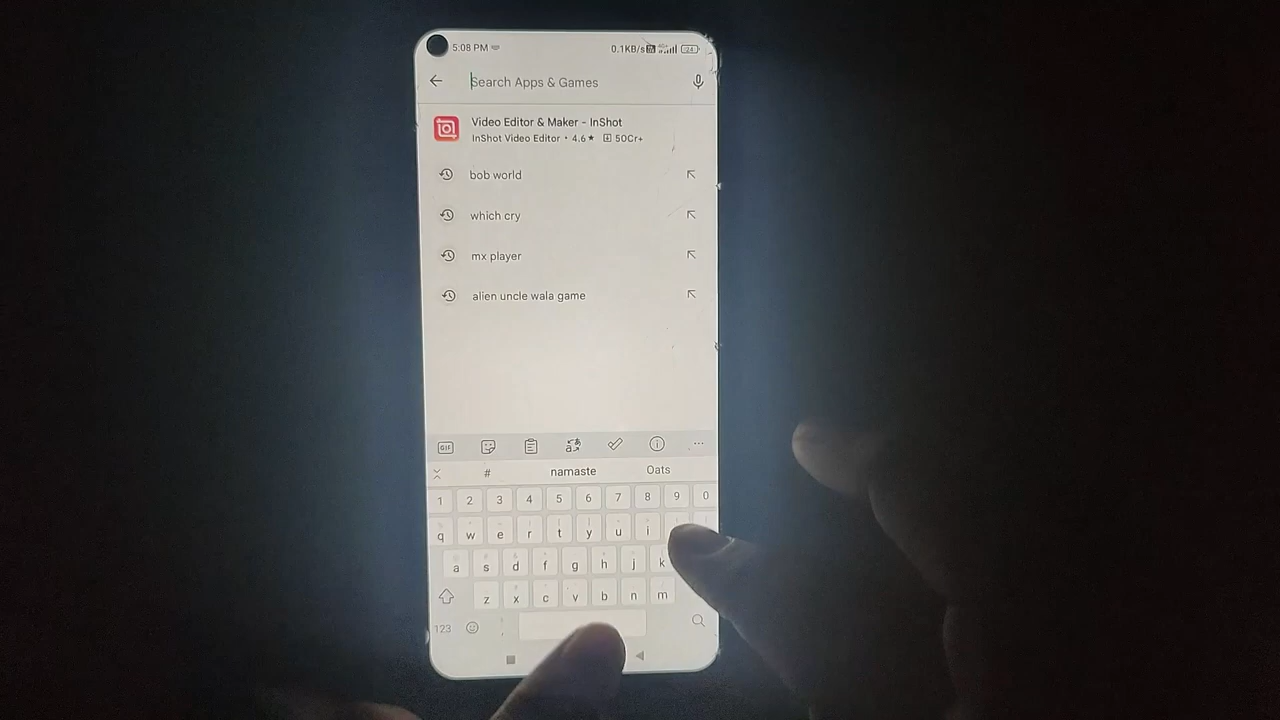 5:08 PM
0.1KB/s 4G+ 24
Search Apps & Games
Video Editor & Maker - InShot
InShot Video Editor • 4.6★ 50Cr+
bob world
which cry
mx player
alien uncle wala game
GIF
# namaste Oats
1 2 3 4 5 6 7 8 9 0
q w e r t y u i
a s d f g h j k
z x c v b n m
123